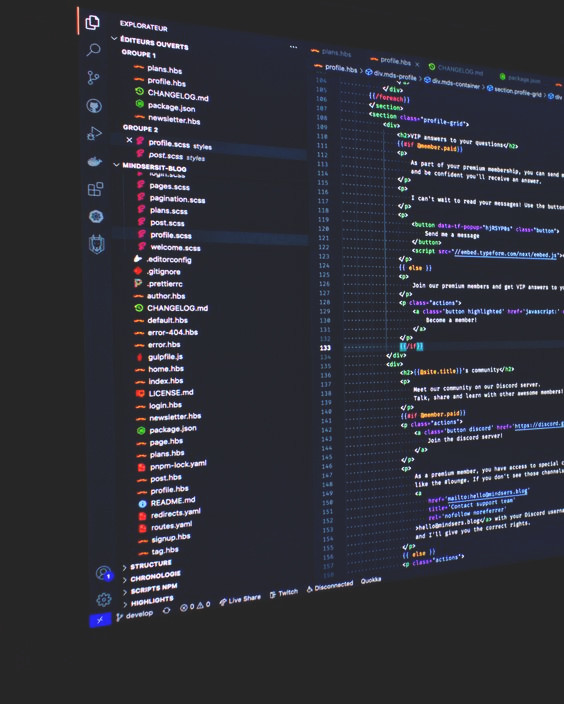 EXPLORATEUR
ÉDITEURS OUVERTS
GROUPE 1
plans.hbs
profile.hbs
CHANGELOG.md
package.json
newsletter.hbs
GROUPE 2
profile.scss styles
post.scss styles
MINDSERSIT-BLOG
login.scss
pages.scss
pagination.scss
plans.scss
post.scss
profile.scss
welcome.scss
.editorconfig
.gitignore
.prettierrc
author.hbs
CHANGELOG.md
default.hbs
error-404.hbs
error.hbs
gulpfile.js
home.hbs
index.hbs
LICENSE.md
login.hbs
newsletter.hbs
package.json
page.hbs
plans.hbs
pnpm-lock.yaml
post.hbs
profile.hbs
README.md
redirects.yaml
routes.yaml
signup.hbs
tag.hbs
STRUCTURE
CHRONOLOGIE
SCRIPTS NPM
HIGHLIGHTS
develop 0 0 Live Share Twitch Disconnected Quokka
plans.hbs profile.hbs CHANGELOG.md package.json
profile.hbs > div.mds-profile > div.mds-container > section.profile-grid > div
105 </div>
106 {{/foreach}}
107 </section>
108 <section class="profile-grid">
109 <div>
110 <h2>VIP answers to your questions</h2>
111 {{#if @member.paid}}
112 <p>
113 As part of your premium membership, you can send
114 and be confident you'll receive an answer.
115 </p>
116 <p>
117 I can't wait to read your messages! Use the button
118 </p>
119 <p>
120 <button data-tf-popup="hjRSYPRs" class="button">
121 Send me a message
122 </button>
123 <script src="//embed.typeform.com/next/embed.js">
124 </p>
125 {{ else }}
126 <p>
127 Join our premium members and get VIP answers to
128 </p>
129 <p class="actions">
130 <a class='button highlighted' href='javascript:'
131 Become a member!
132 </a>
</p>
133 {{/if}}
134 </div>
135 <div>
136 <h2>{{@site.title}}'s community</h2>
137 <p>
138 Meet our community on our Discord server.
139 Talk, share and learn with other awesome members!
140 </p>
141 {{#if @member.paid}}
142 <p class="actions">
143 <a class='button discord' href='https://discord.g
144 Join the discord server!
145 </a>
146 </p>
147 <p>
148 As a premium member, you have access to special
149 like the #lounge. If you don't see those channels
150 <a
151 href='mailto:hello@mindsers.blog'
152 title='Contact support team'
153 rel='nofollow noreferrer'
154 >hello@mindsers.blog</a> with your Discord
155 and I'll give you the correct rights.
156 </p>
157 {{ else }}
158 <p class="actions">